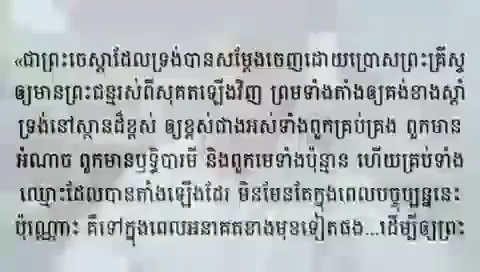 «ជាព្រះចេស្ដាដែលទ្រង់បានសម្ដែងចេញដោយប្រោសព្រះគ្រីស្ទ
ឲ្យមានព្រះជន្មរស់ពីសុគតឡើងវិញ ព្រមទាំងតាំងឲ្យគង់ខាងស្ដាំ
ទ្រង់នៅស្ថានដ៏ខ្ពស់ ឲ្យខ្ពស់ជាងអស់ទាំងពួកគ្រប់គ្រង ពួកមាន
អំណាច ពួកមានឫទ្ធិបារមី និងពួកមេទាំងប៉ុន្មាន ហើយគ្រប់ទាំង
ឈ្មោះដែលបានតាំងឡើងដែរ មិនមែនតែក្នុងពេលបច្ចុប្បន្ននេះ
ប៉ុណ្ណោះ គឺទៅក្នុងពេលអនាគតខាងមុខទៀតផង...ដើម្បីឲ្យព្រះ